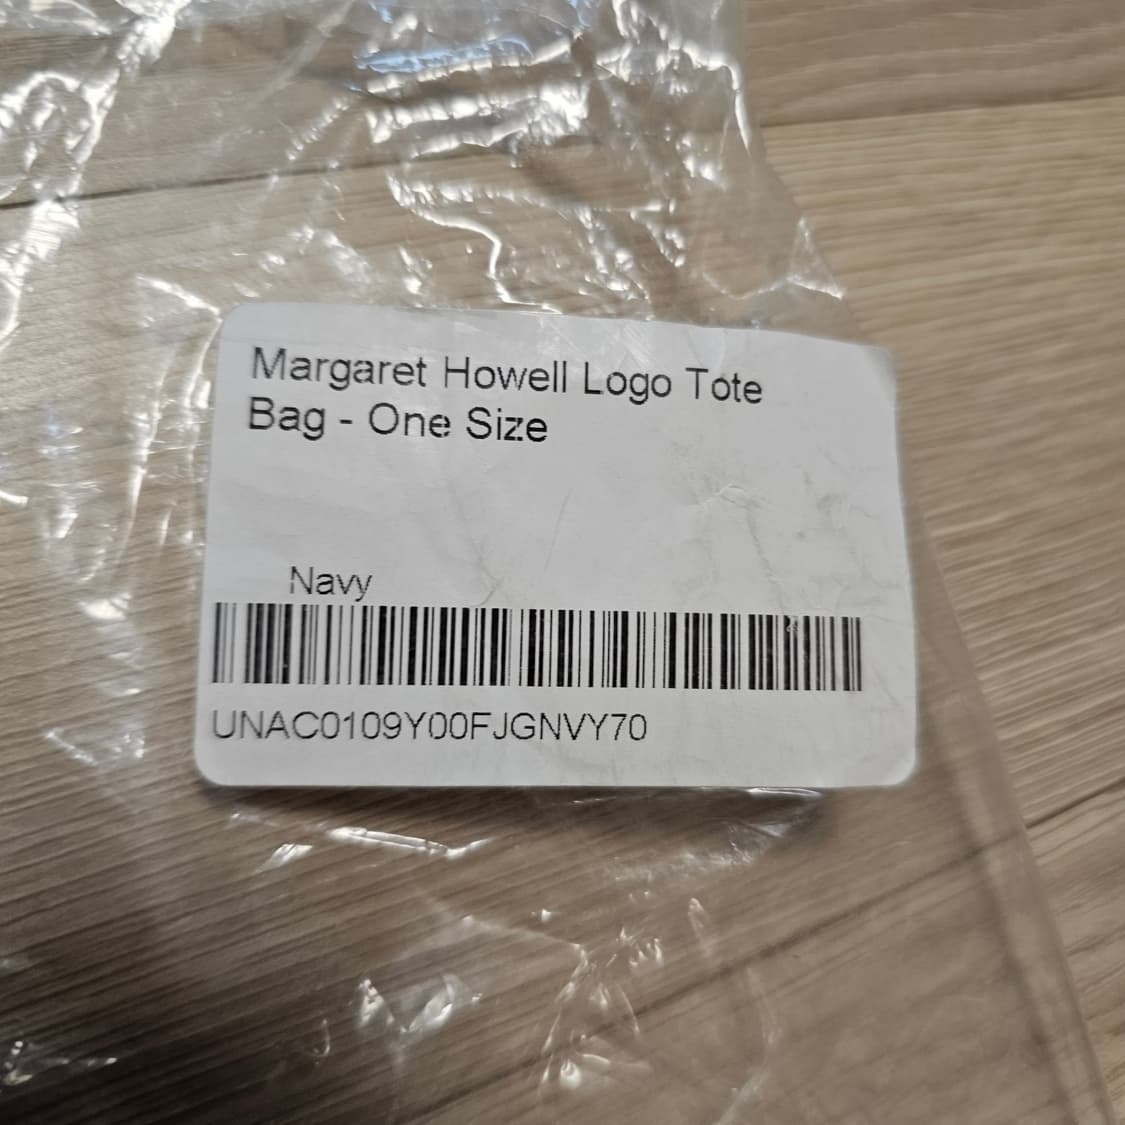 Margaret Howell Logo Tote
Bag - One Size
Navy
UNAC0109Y00FJGNVY70